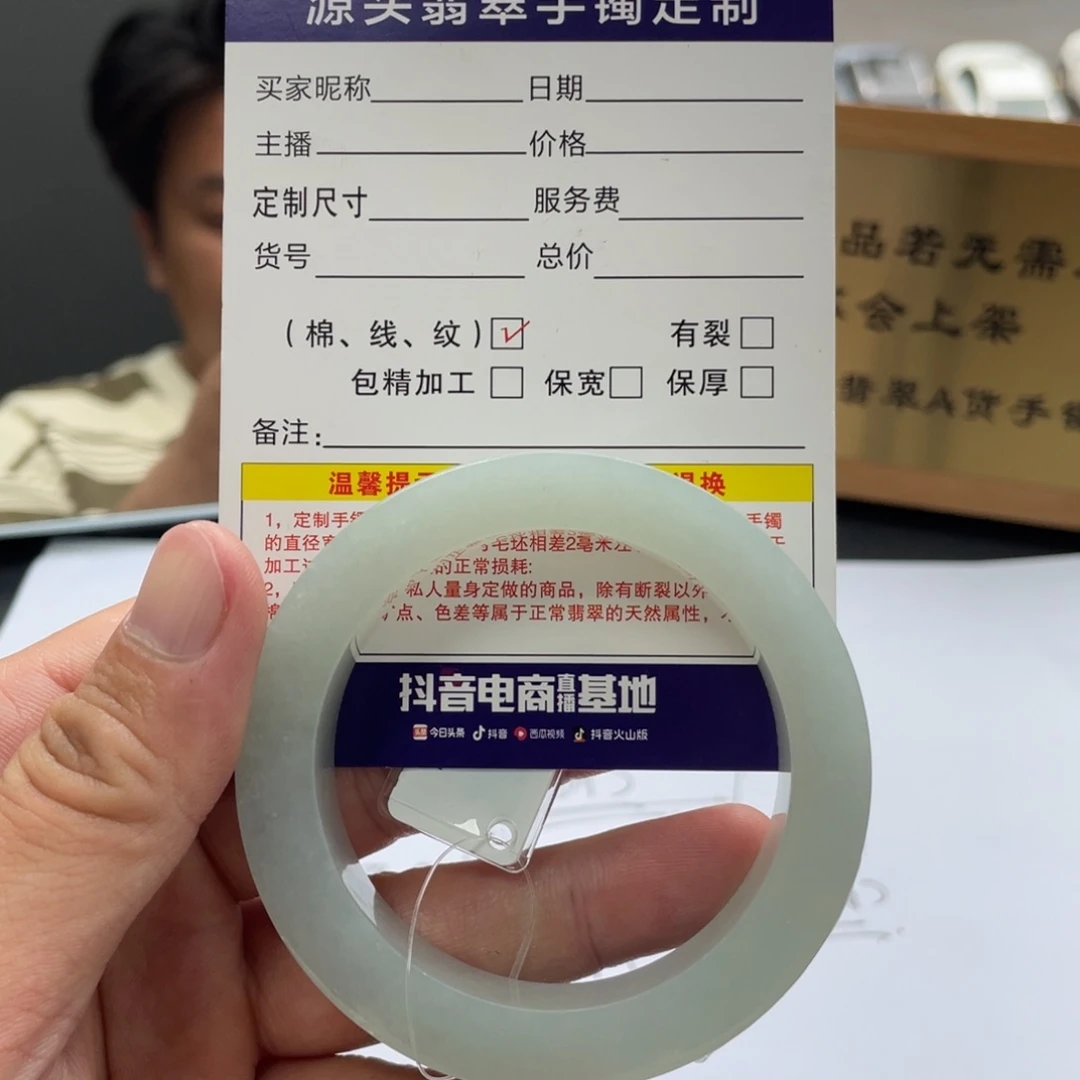 源头翡翠手镯定制
买家昵称 日期
主播 价格
定制尺寸 服务费
货号 总价
(棉、线、纹) 有裂
包精加工 保宽 保厚
备注:
温馨提 退换
1,定制手 手镯
的直径 毛坯相差2毫米
加工 的正常损耗:
2, 私人量身定做的商品,除有断裂以外
点、色差等属于正常翡翠的天然属性,
抖音电商直播基地
头条 今日头条 抖音 西瓜视频 抖音火山版
品若无需
会上架
翡翠A货手